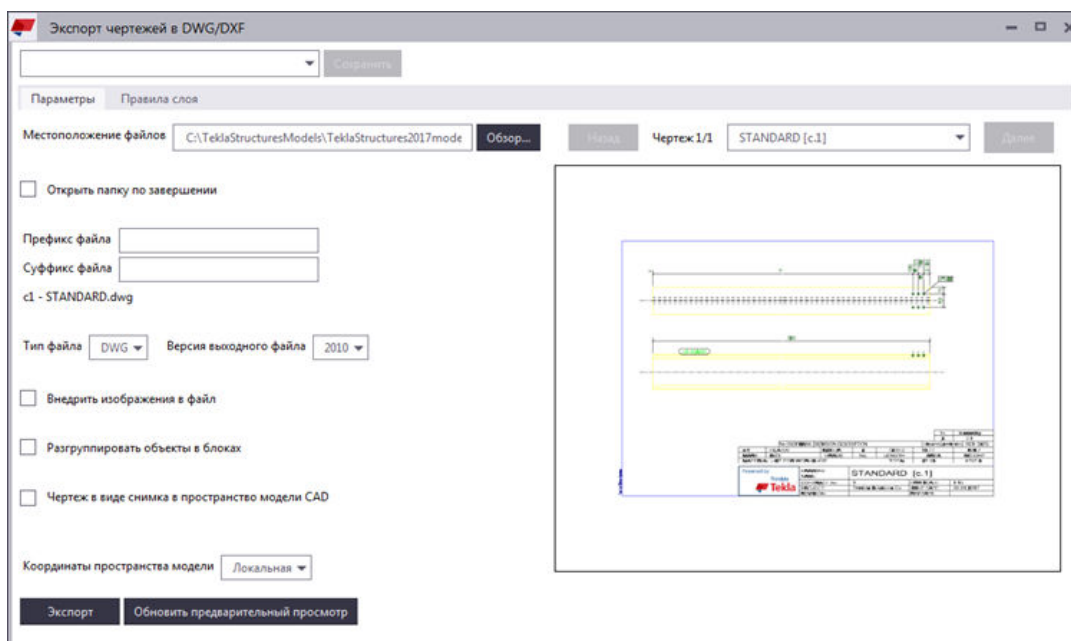 Экспорт чертежей в DWG/DXF
Сохранить
Параметры Правила слоя
Местоположение файлов C:\TeklaStructuresModels\TeklaStructures2017mode Обзор... Назад Чертеж 1/1 STANDARD [c.1] Далее
Открыть папку по завершении
Префикс файла
Суффикс файла
c1 - STANDARD.dwg
Тип файла DWG Версия выходного файла 2010
Внедрить изображения в файл
Разгруппировать объекты в блоках
Чертеж в виде снимка в пространство модели CAD
Координаты пространства модели Локальная
Экспорт Обновить предварительный просмотр
STANDARD [c.1]
Powered by
Trimble
Tekla